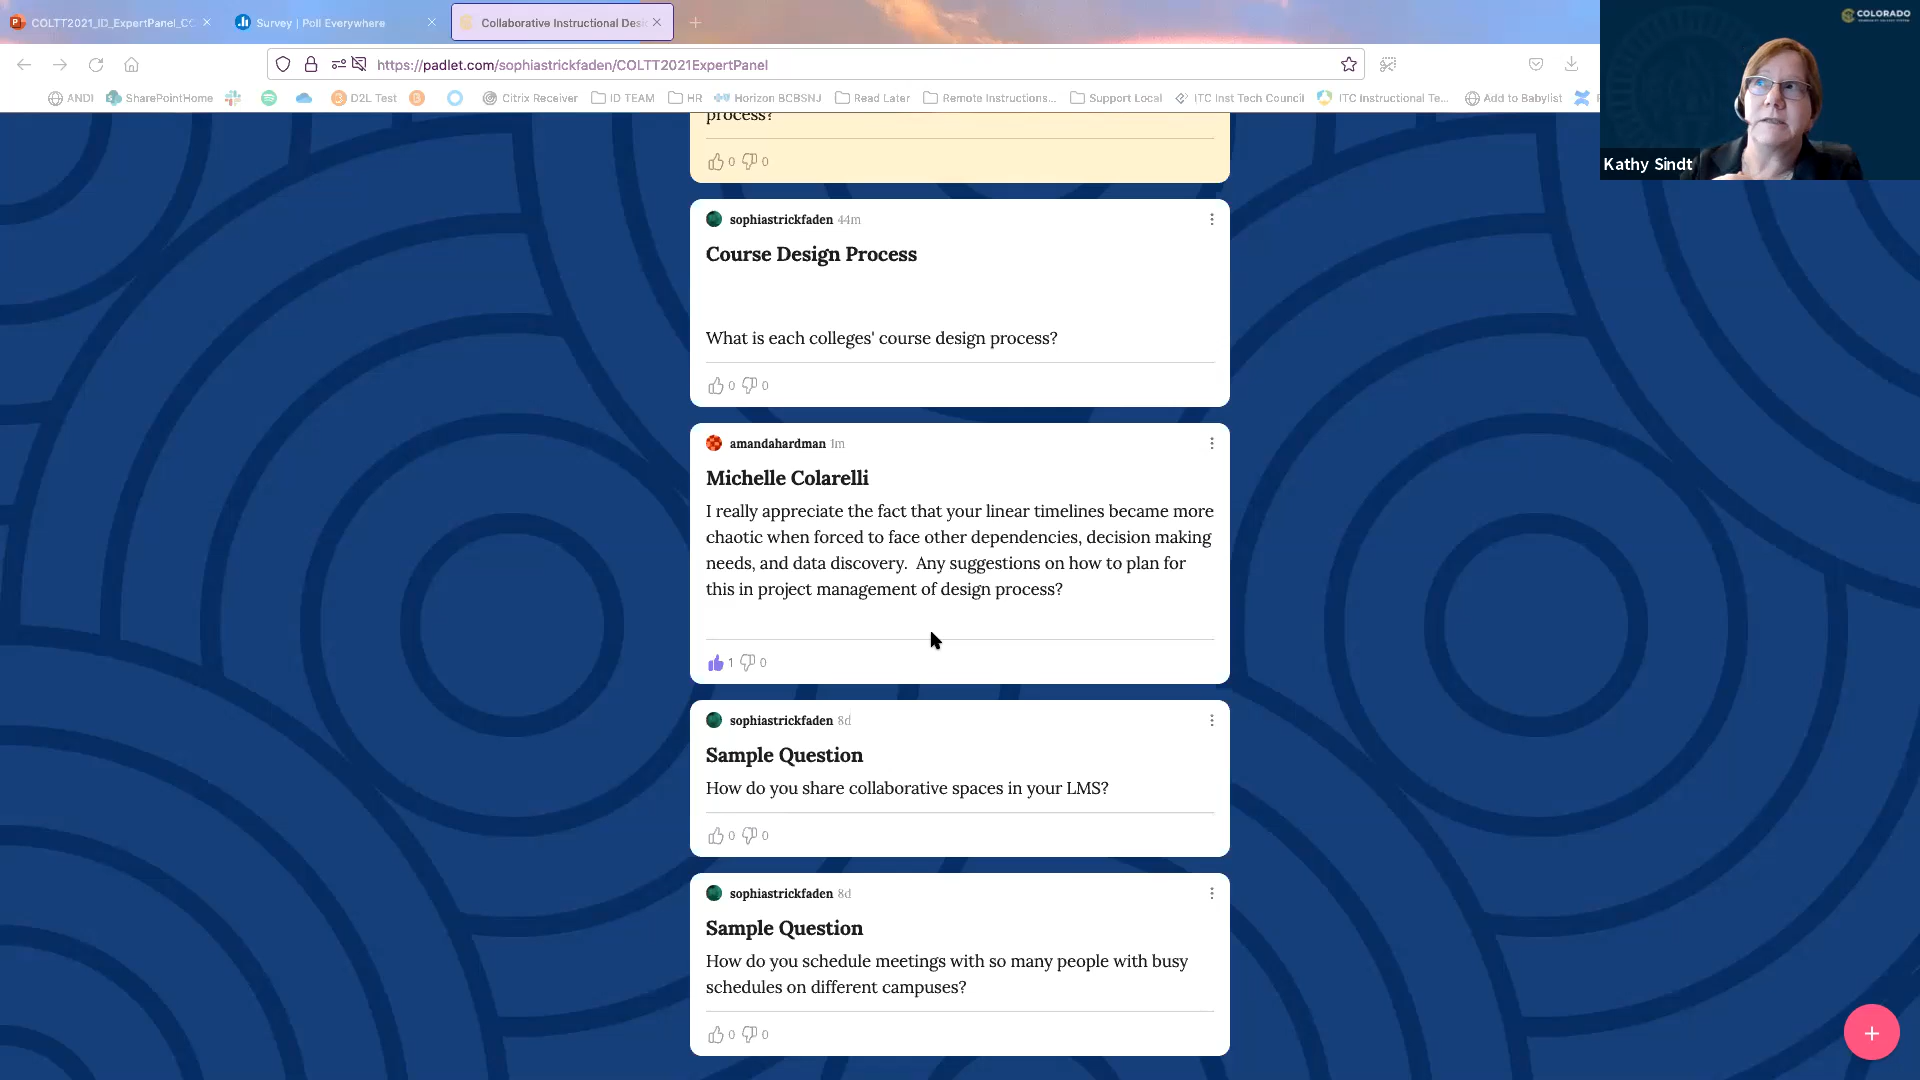 COLTT2021_ID_ExpertPanel_CC
Survey | Poll Everywhere
Collaborative Instructional Desi
https://padlet.com/sophiastrickfaden/COLTT2021ExpertPanel
COLORADO
ANDI
SharePointHome
D2L Test
Citrix Receiver
ID TEAM
HR
Horizon BCBSNJ
Read Later
Remote Instructions...
Support Local
ITC Inst Tech Council
ITC Instructional Te...
Add to Babylist
Kathy Sindt
process?
0 0
sophiastrickfaden 44m
Course Design Process
What is each colleges' course design process?
0 0
amandahardman 1m
Michelle Colarelli
I really appreciate the fact that your linear timelines became more
chaotic when forced to face other dependencies, decision making
needs, and data discovery.  Any suggestions on how to plan for
this in project management of design process?
1 0
sophiastrickfaden 8d
Sample Question
How do you share collaborative spaces in your LMS?
0 0
sophiastrickfaden 8d
Sample Question
How do you schedule meetings with so many people with busy
schedules on different campuses?
0 0